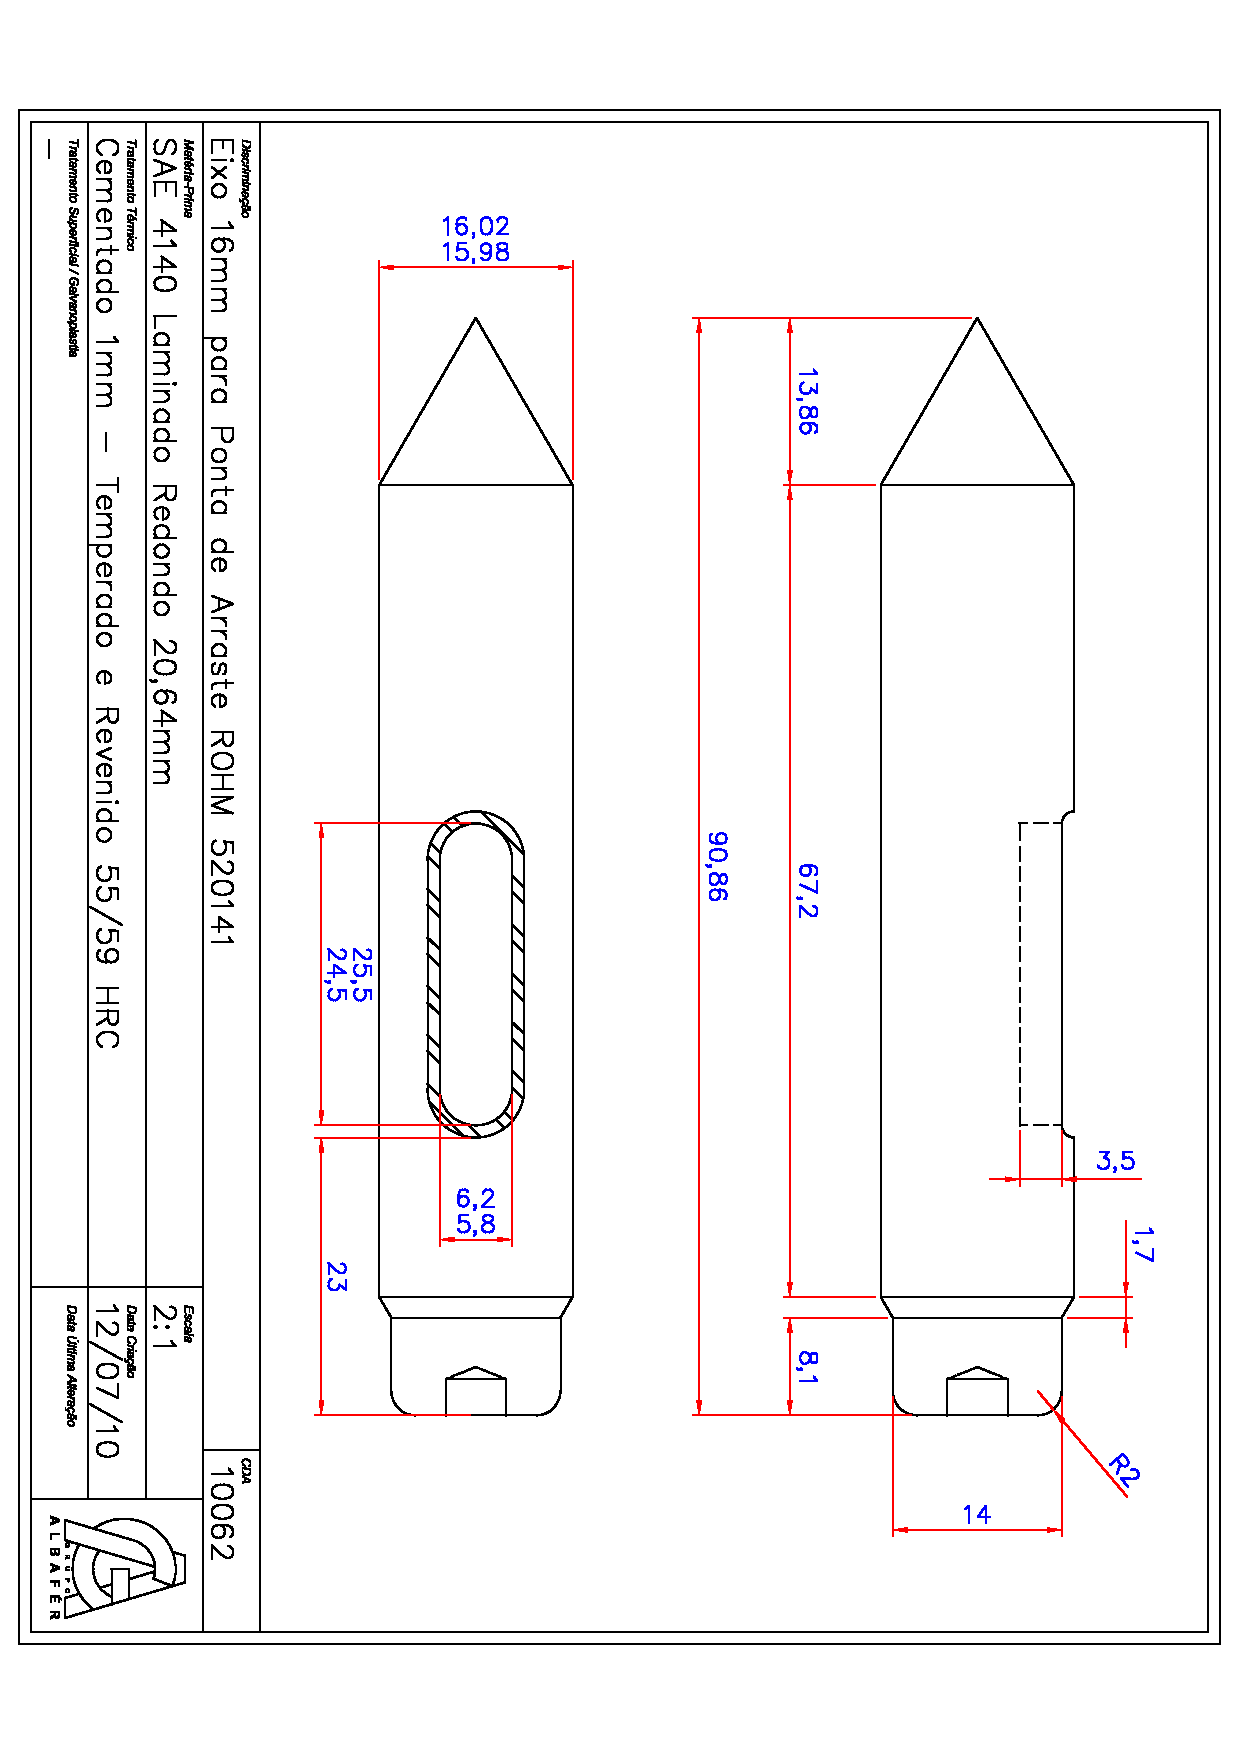 16,02
15,98
13,86
67,2
90,86
3,5
1,7
8,1
R2
14
25,5
24,5
6,2
5,8
23
Discriminação
Eixo 16mm para Ponta de Arraste ROHM 520141
CDA
10062
Matéria-Prima
SAE 4140 Laminado Redondo 20,64mm
Escala
2:1
Tratamento Térmico
Cementado 1mm - Temperado e Revenido 55/59 HRC
Data Criação
12/07/10
Tratamento Superficial / Galvanoplastia
-
Data Última Alteração
GRUPO
ALBAFÉR